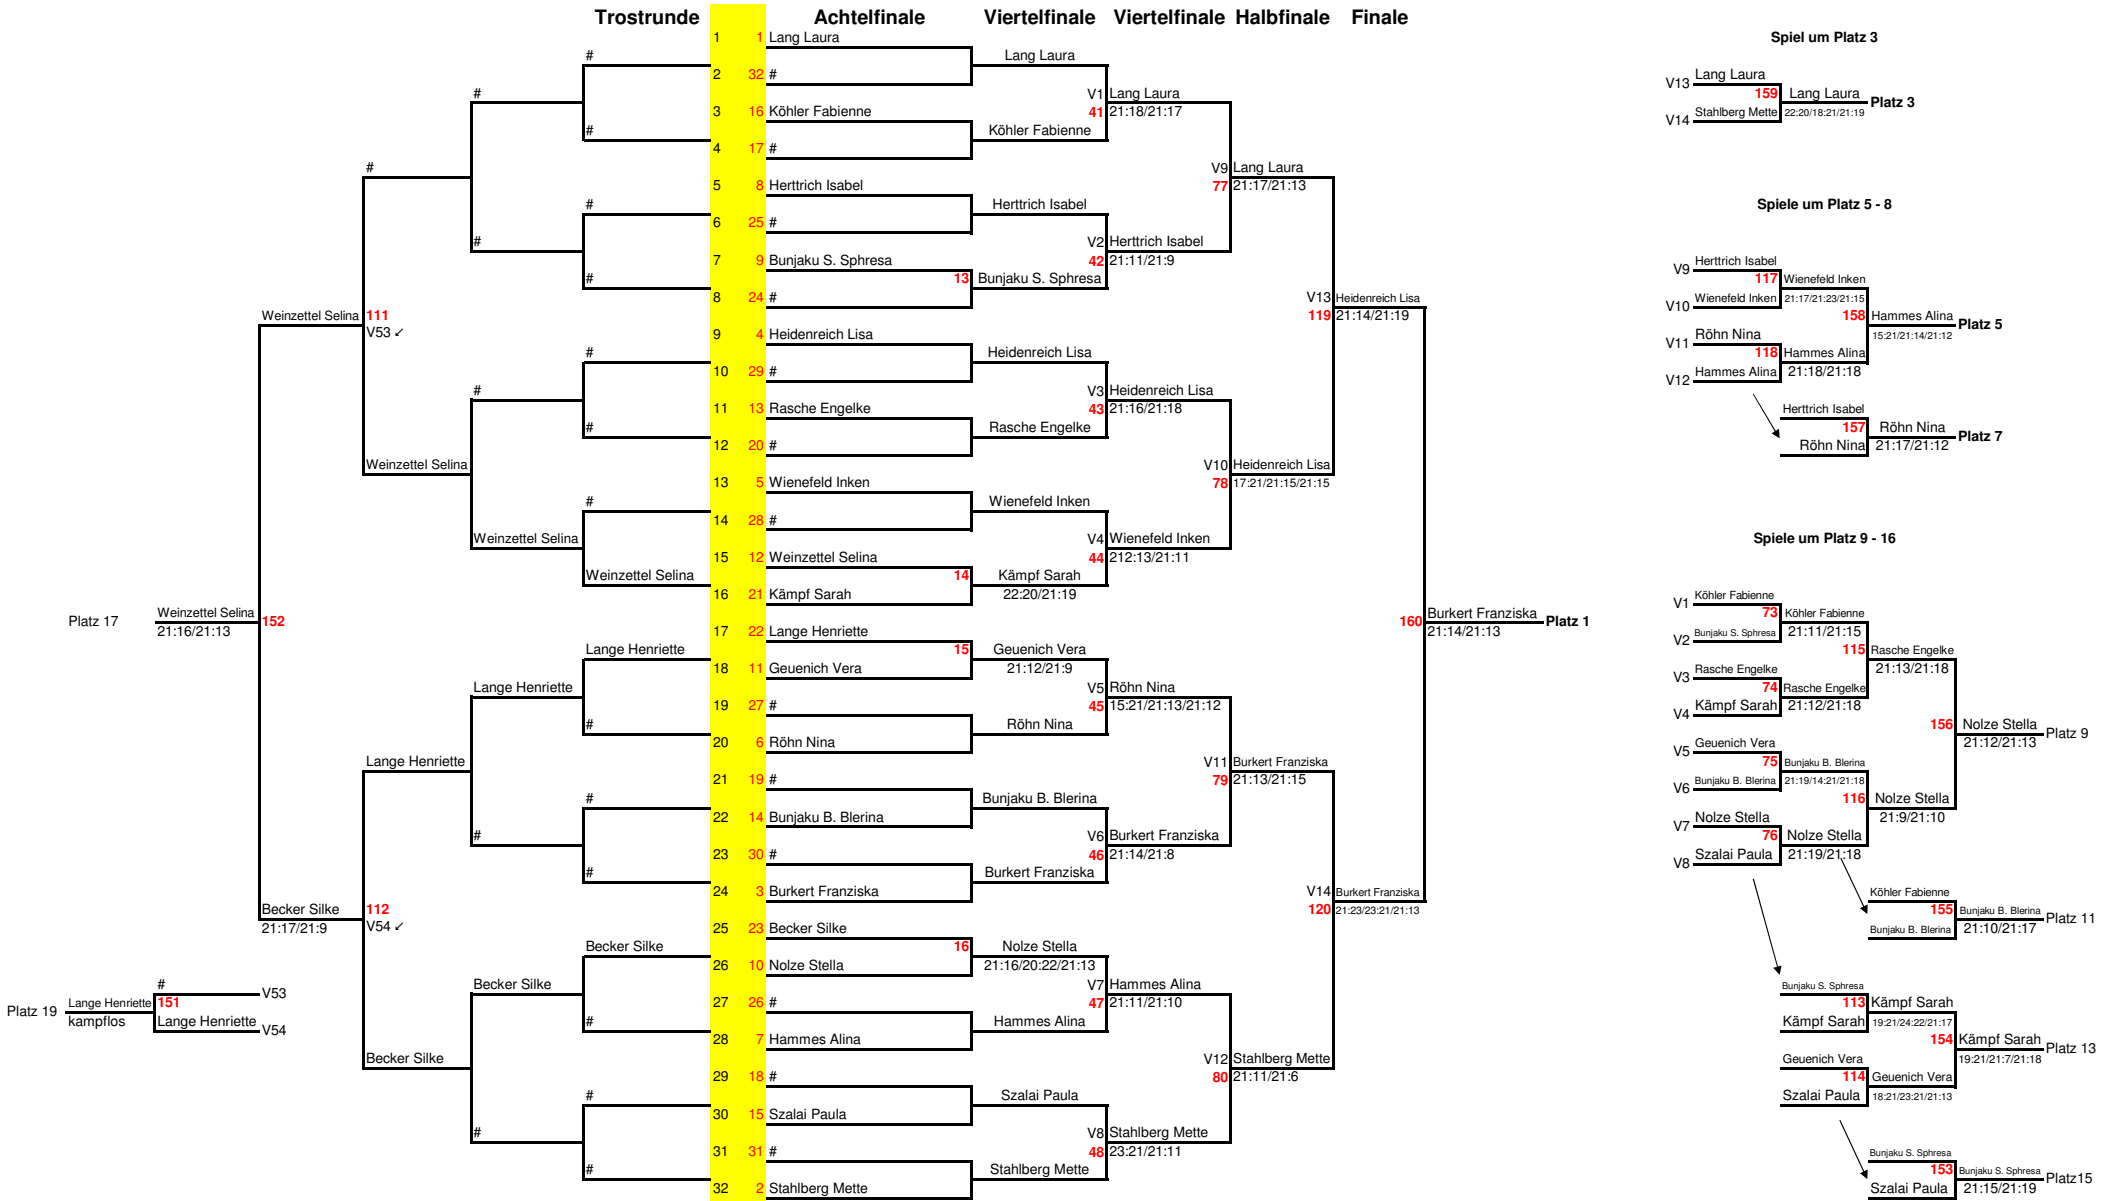 Trostrunde Achtelfinale Viertelfinale Viertelfinale Halbfinale Finale
1 1 Lang Laura
2 32 #
3 16 Köhler Fabienne
4 17 #
5 8 Herttrich Isabel
6 25 #
7 9 Bunjaku S. Sphresa
13
8 24 #
9 4 Heidenreich Lisa
10 29 #
11 13 Rasche Engelke
12 20 #
13 5 Wienefeld Inken
14 28 #
15 12 Weinzettel Selina
14
16 21 Kämpf Sarah
17 22 Lange Henriette
15
18 11 Geuenich Vera
19 27 #
20 6 Röhn Nina
21 19 #
22 14 Bunjaku B. Blerina
23 30 #
24 3 Burkert Franziska
25 23 Becker Silke
16
26 10 Nolze Stella
27 26 #
28 7 Hammes Alina
29 18 #
30 15 Szalai Paula
31 31 #
32 2 Stahlberg Mette
#
#
#
#
#
#
#
Weinzettel Selina
Lange Henriette
#
#
#
Becker Silke
#
#
#
#
#
#
Weinzettel Selina
Lange Henriette
#
Becker Silke
#
#
Weinzettel Selina
Lange Henriette
Becker Silke
Weinzettel Selina 111
V53 ↙
Becker Silke 112
21:17/21:9 V54 ↙
Platz 17 Weinzettel Selina 152
21:16/21:13
# V53
Platz 19 Lange Henriette 151
kampflos Lange Henriette V54
Lang Laura
Köhler Fabienne
Herttrich Isabel
Bunjaku S. Sphresa
Heidenreich Lisa
Rasche Engelke
Wienefeld Inken
Kämpf Sarah
22:20/21:19
Geuenich Vera
21:12/21:9
Röhn Nina
Bunjaku B. Blerina
Burkert Franziska
Nolze Stella
21:16/20:22/21:13
Hammes Alina
Szalai Paula
Stahlberg Mette
V1 Lang Laura
41 21:18/21:17
V2 Herttrich Isabel
42 21:11/21:9
V3 Heidenreich Lisa
43 21:16/21:18
V4 Wienefeld Inken
44 212:13/21:11
V5 Röhn Nina
45 15:21/21:13/21:12
V6 Burkert Franziska
46 21:14/21:8
V7 Hammes Alina
47 21:11/21:10
V8 Stahlberg Mette
48 23:21/21:11
V9 Lang Laura
77 21:17/21:13
V10 Heidenreich Lisa
78 17:21/21:15/21:15
V11 Burkert Franziska
79 21:13/21:15
V12 Stahlberg Mette
80 21:11/21:6
V13 Heidenreich Lisa
119 21:14/21:19
V14 Burkert Franziska
120 21:23/23:21/21:13
160 Burkert Franziska Platz 1
21:14/21:13
Spiel um Platz 3
V13 Lang Laura
159 Lang Laura Platz 3
V14 Stahlberg Mette 22:20/18:21/21:19
Spiele um Platz 5 - 8
V9 Herttrich Isabel
117 Wienefeld Inken
V10 Wienefeld Inken 21:17/21:23/21:15
158 Hammes Alina Platz 5
15:21/21:14/21:12
V11 Röhn Nina
118 Hammes Alina
V12 Hammes Alina 21:18/21:18
Herttrich Isabel
157 Röhn Nina Platz 7
Röhn Nina 21:17/21:12
Spiele um Platz 9 - 16
V1 Köhler Fabienne
73 Köhler Fabienne
V2 Bunjaku S. Sphresa 21:11/21:15
115 Rasche Engelke
21:13/21:18
V3 Rasche Engelke
74 Rasche Engelke
V4 Kämpf Sarah 21:12/21:18
156 Nolze Stella Platz 9
21:12/21:13
V5 Geuenich Vera
75 Bunjaku B. Blerina
V6 Bunjaku B. Blerina 21:19/14:21/21:18
116 Nolze Stella
21:9/21:10
V7 Nolze Stella
76 Nolze Stella
V8 Szalai Paula 21:19/21:18
Köhler Fabienne
155 Bunjaku B. Blerina Platz 11
Bunjaku B. Blerina 21:10/21:17
Bunjaku S. Sphresa
113 Kämpf Sarah
Kämpf Sarah 19:21/24:22/21:17
154 Kämpf Sarah Platz 13
19:21/21:7/21:18
Geuenich Vera
114 Geuenich Vera
Szalai Paula 18:21/23:21/21:13
Bunjaku S. Sphresa
153 Bunjaku S. Sphresa Platz15
Szalai Paula 21:15/21:19